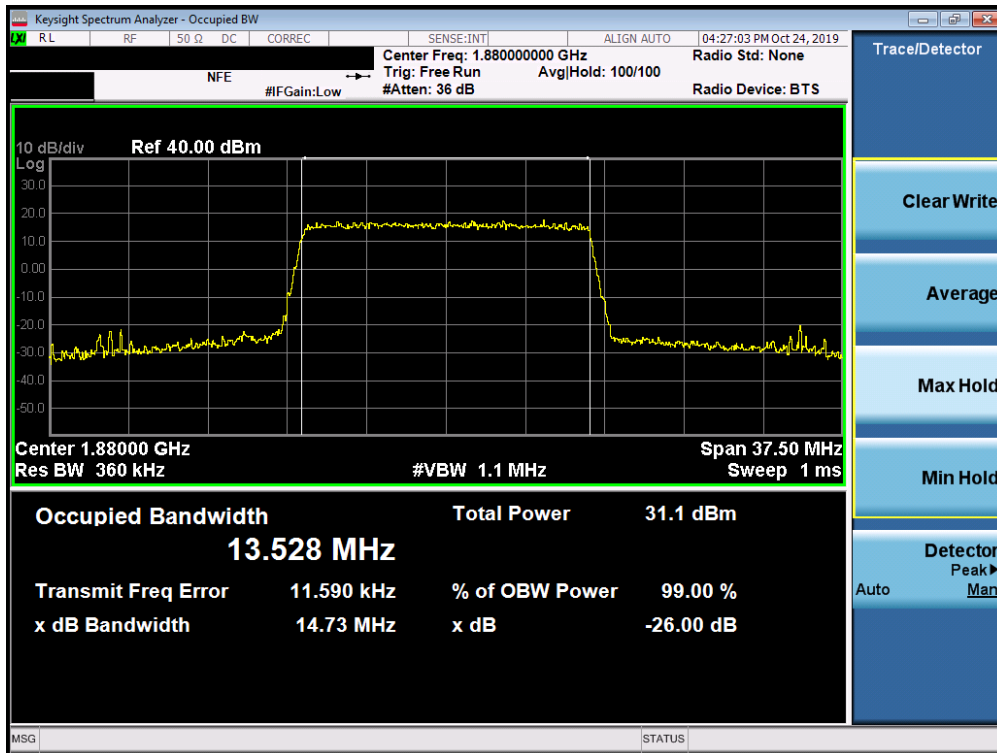 Keysight Spectrum Analyzer - Occupied BW
LXI RL RF 50 Ω DC CORREC SENSE:INT ALIGN AUTO 04:27:03 PM Oct 24, 2019
Center Freq: 1.880000000 GHz Radio Std: None
NFE Trig: Free Run Avg|Hold: 100/100
#IFGain:Low #Atten: 36 dB Radio Device: BTS
Trace/Detector
10 dB/div Ref 40.00 dBm
Log
30.0
20.0
10.0
0.00
-10.0
-20.0
-30.0
-40.0
-50.0
Center 1.88000 GHz Span 37.50 MHz
Res BW 360 kHz #VBW 1.1 MHz Sweep 1 ms
Occupied Bandwidth Total Power 31.1 dBm
13.528 MHz
Transmit Freq Error 11.590 kHz % of OBW Power 99.00 %
x dB Bandwidth 14.73 MHz x dB -26.00 dB
Clear Write
Average
Max Hold
Min Hold
Detector
Peak▶
Auto Man
MSG STATUS